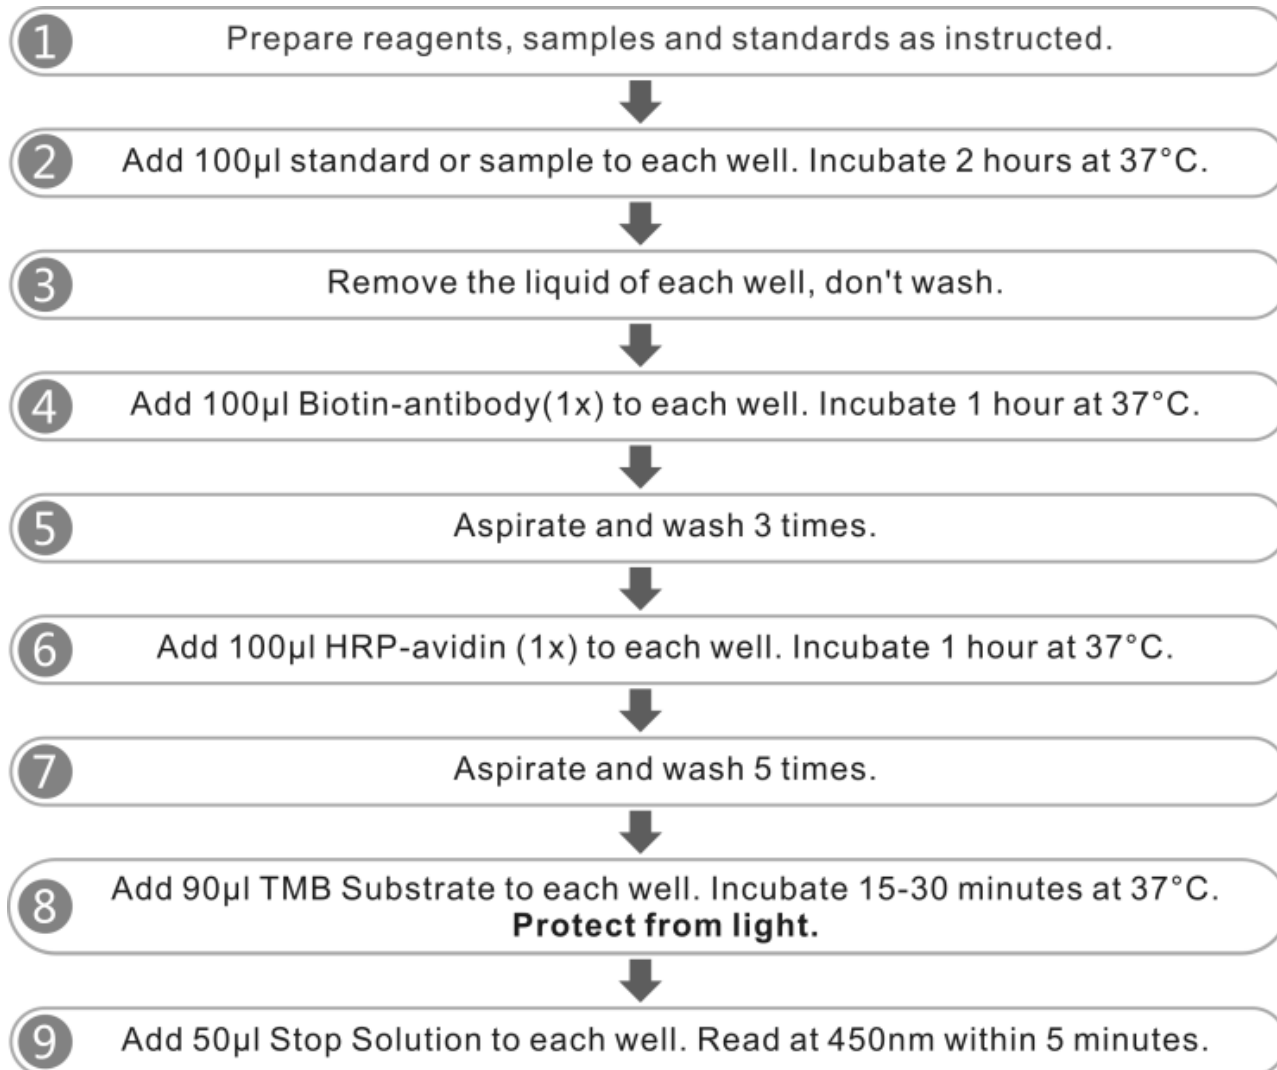 1 Prepare reagents, samples and standards as instructed.
2 Add 100µl standard or sample to each well. Incubate 2 hours at 37°C.
3 Remove the liquid of each well, don't wash.
4 Add 100µl Biotin-antibody(1x) to each well. Incubate 1 hour at 37°C.
5 Aspirate and wash 3 times.
6 Add 100µl HRP-avidin (1x) to each well. Incubate 1 hour at 37°C.
7 Aspirate and wash 5 times.
8 Add 90µl TMB Substrate to each well. Incubate 15-30 minutes at 37°C.
Protect from light.
9 Add 50µl Stop Solution to each well. Read at 450nm within 5 minutes.